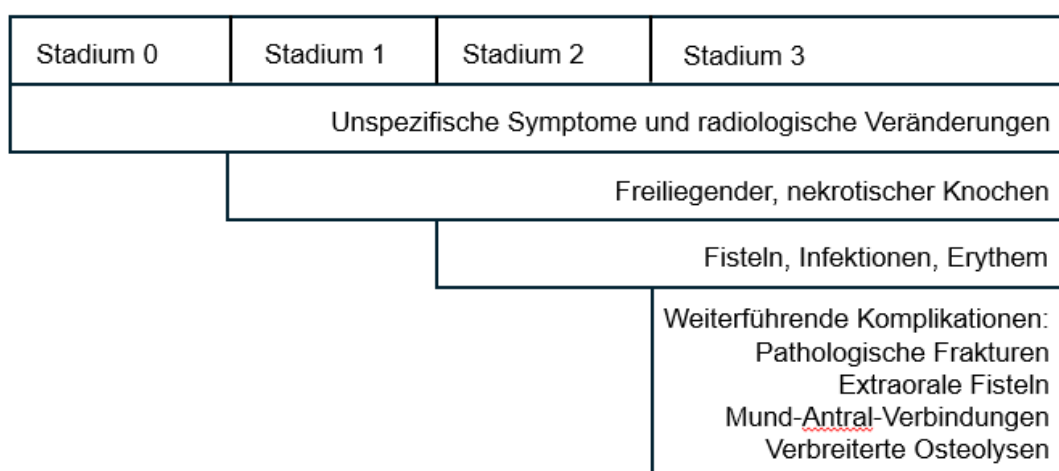 Stadium 0 Stadium 1 Stadium 2 Stadium 3
Unspezifische Symptome und radiologische Veränderungen
Freiliegender, nekrotischer Knochen
Fisteln, Infektionen, Erythem
Weiterführende Komplikationen:
Pathologische Frakturen
Extraorale Fisteln
Mund-Antral-Verbindungen
Verbreiterte Osteolysen